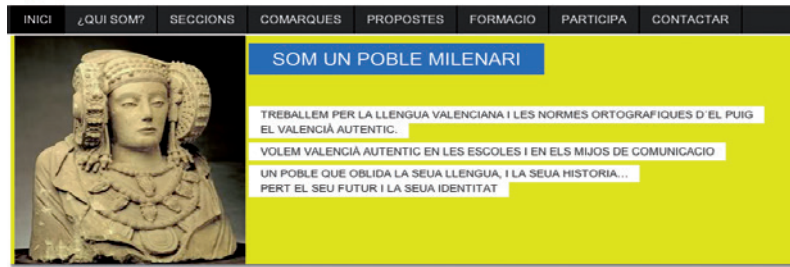 INICI ¿QUI SOM? SECCIONS COMARQUES PROPOSTES FORMACIO PARTICIPA CONTACTAR
SOM UN POBLE MILENARI
TREBALLEM PER LA LLENGUA VALENCIANA I LES NORMES ORTOGRAFIQUES D´EL PUIG
EL VALENCIÀ AUTENTIC.
VOLEM VALENCIÀ AUTENTIC EN LES ESCOLES I EN ELS MIJOS DE COMUNICACIO
UN POBLE QUE OBLIDA LA SEUA LLENGUA, I LA SEUA HISTORIA...
PERT EL SEU FUTUR I LA SEUA IDENTITAT